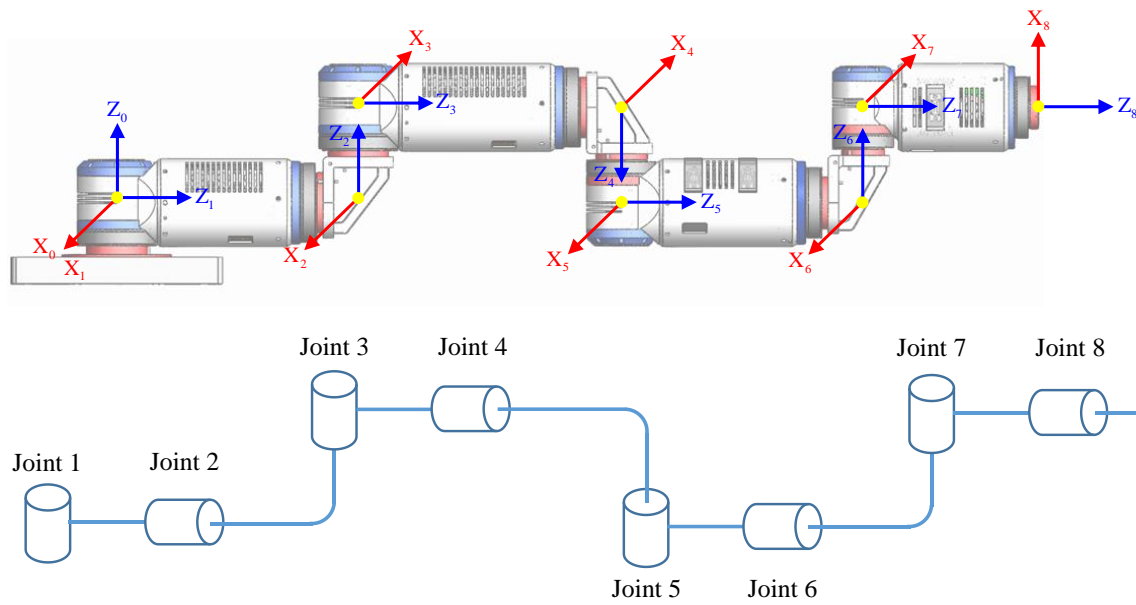 X₃
X₄
X₇
X₈
Z₀
Z₃
Z₇
Z₈
Z₂
Z₆
Z₄
Z₁
Z₅
X₀
X₁
X₂
X₅
X₆
Joint 3
Joint 4
Joint 7
Joint 8
Joint 1
Joint 2
Joint 5
Joint 6